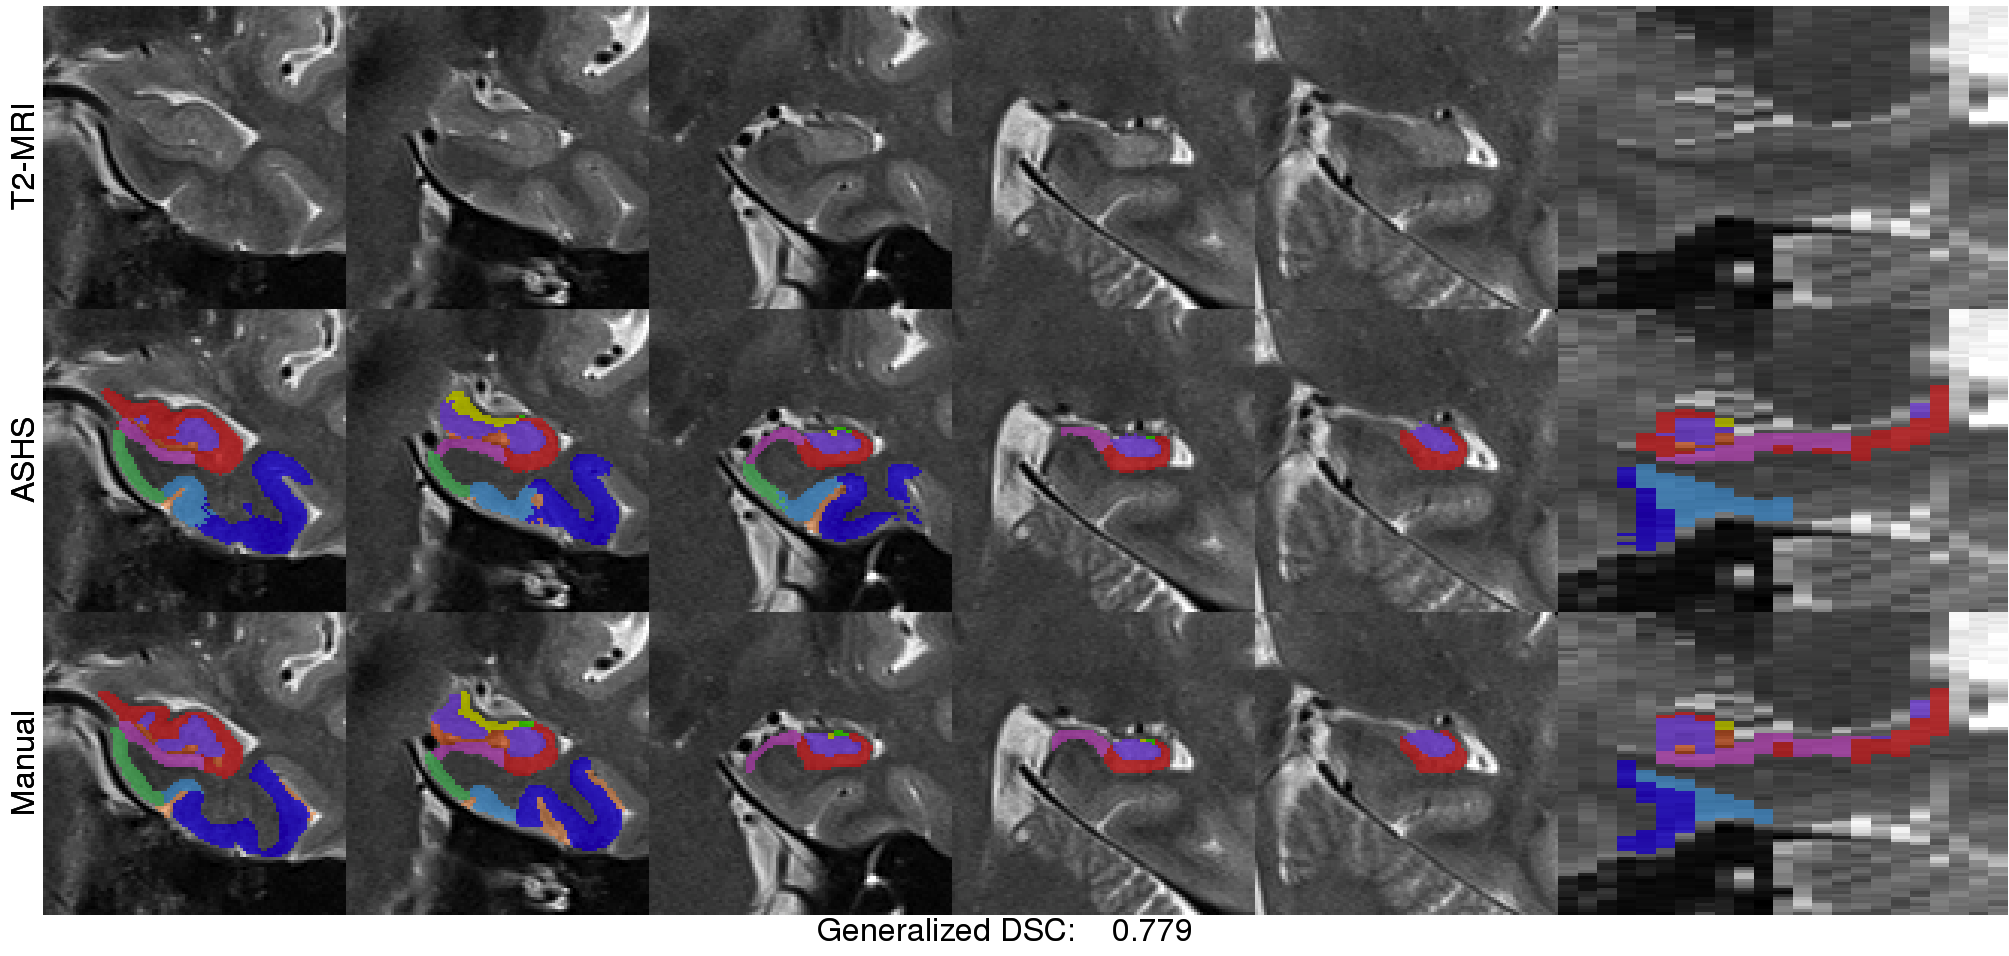 T2-MRI
ASHS
Manual
Generalized DSC: 0.779